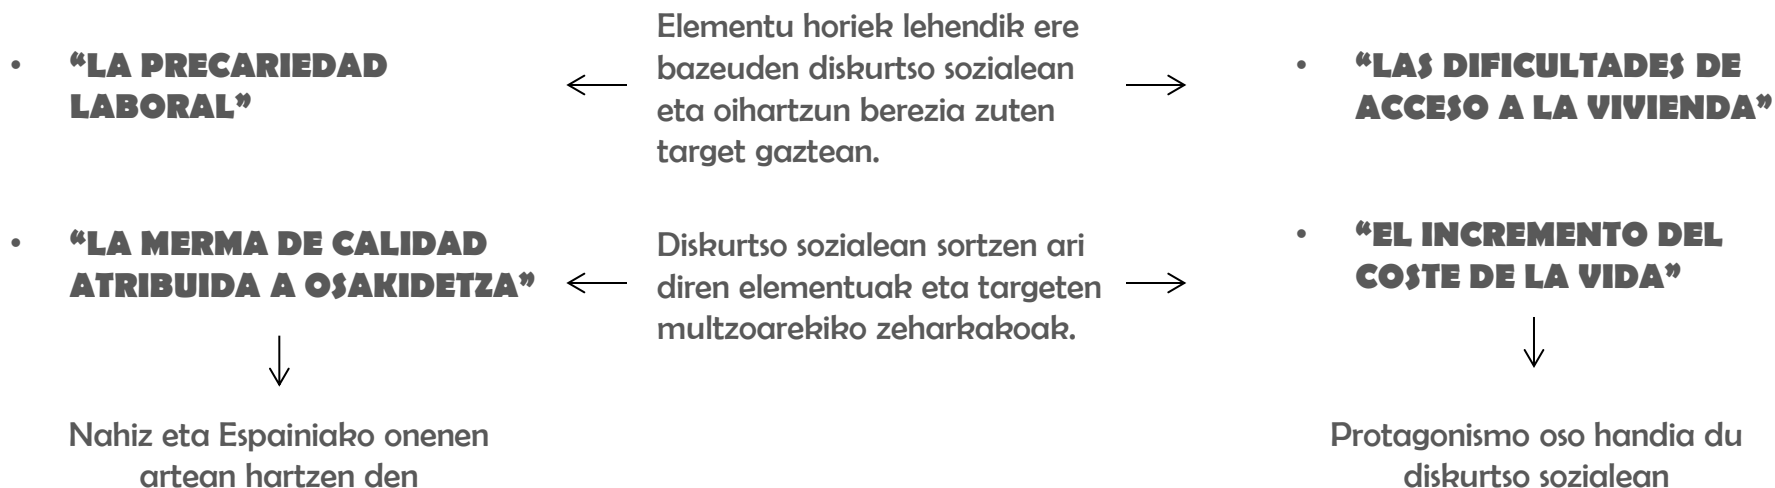 • “LA PRECARIEDAD
LABORAL”
Elementu horiek lehendik ere
bazeuden diskurtso sozialean
eta oihartzun berezia zuten
target gaztean.
• “LAS DIFICULTADES DE
ACCESO A LA VIVIENDA”
• “LA MERMA DE CALIDAD
ATRIBUIDA A OSAKIDETZA”
Diskurtso sozialean sortzen ari
diren elementuak eta targeten
multzoarekiko zeharkakoak.
• “EL INCREMENTO DEL
COSTE DE LA VIDA”
Nahiz eta Espainiako onenen
artean hartzen den
Protagonismo oso handia du
diskurtso sozialean